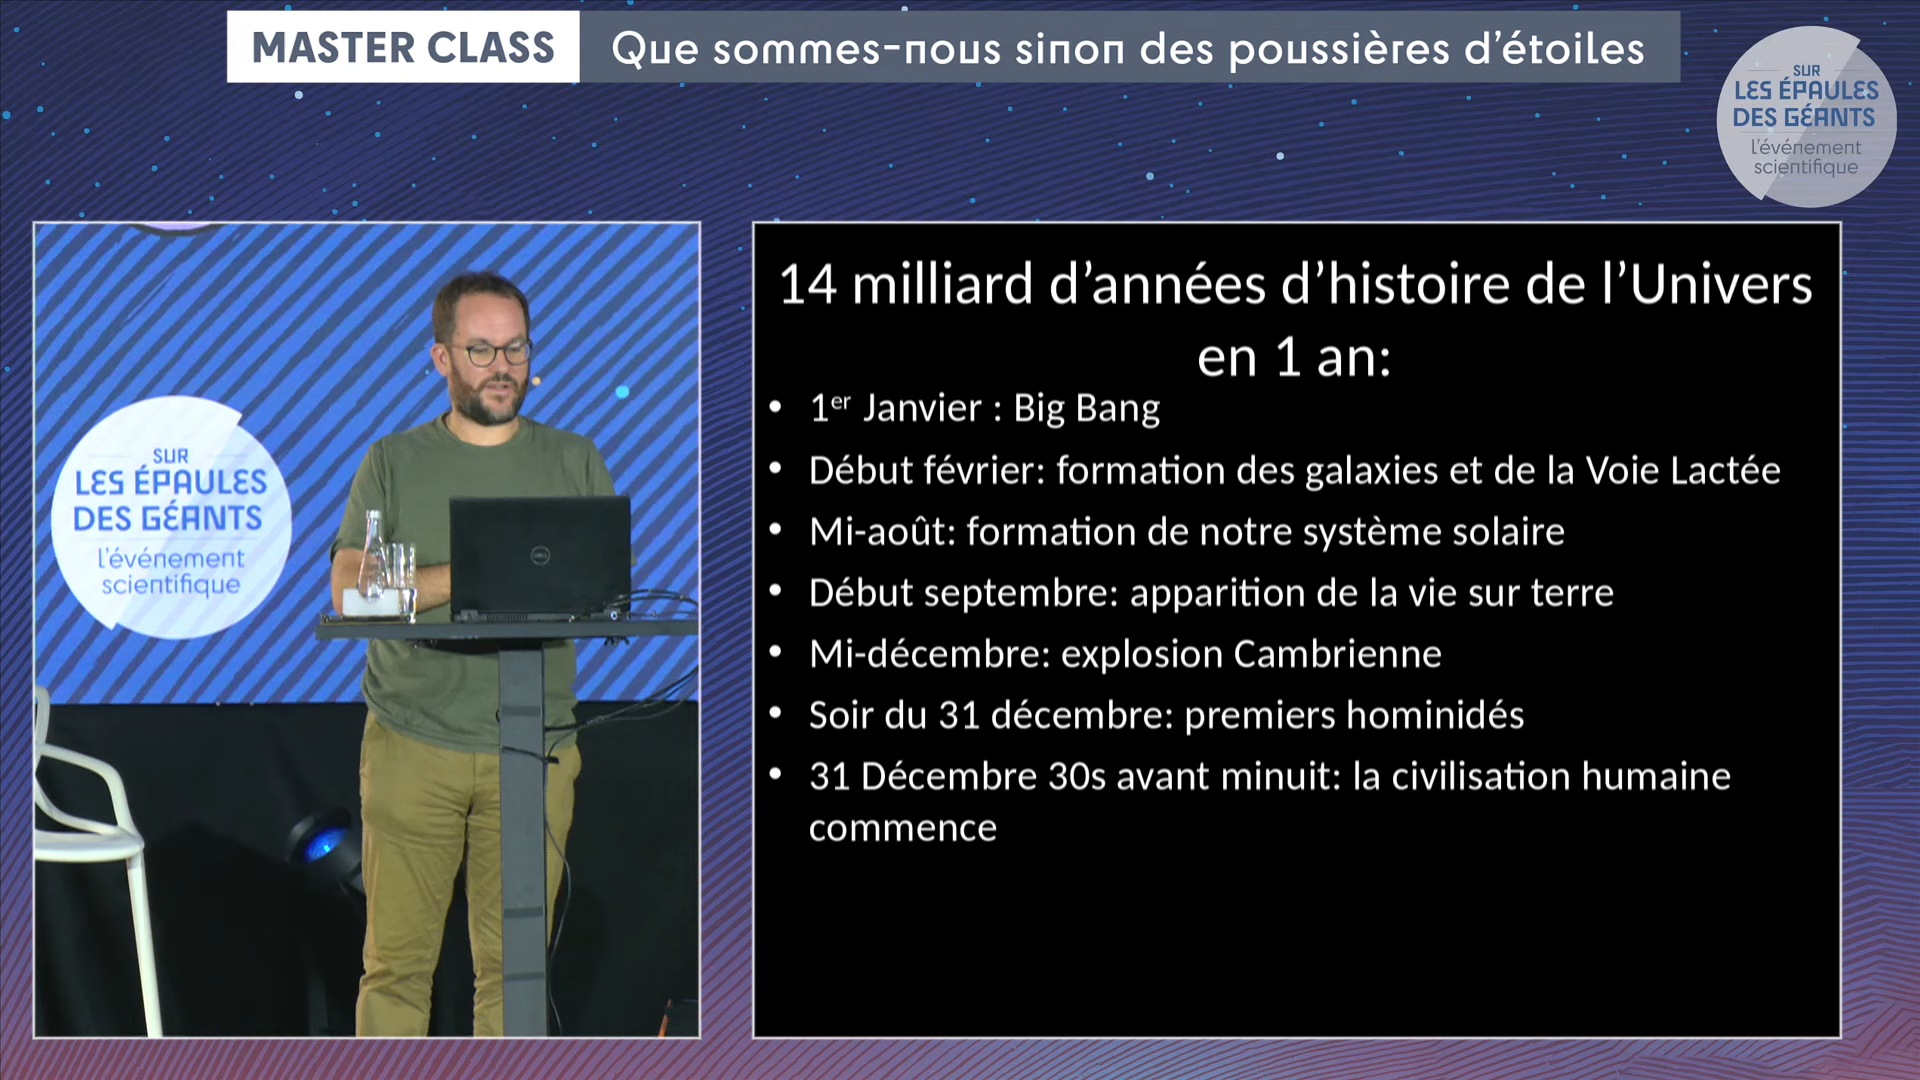 MASTER CLASS Que sommes-nous sinon des poussières d’étoiles
SUR
LES ÉPAULES
DES GÉANTS
l’événement
scientifique
SUR
LES ÉPAULES
DES GÉANTS
l’événement
scientifique
DELL
14 milliard d’années d’histoire de l’Univers
en 1 an:
• 1er Janvier : Big Bang
• Début février: formation des galaxies et de la Voie Lactée
• Mi-août: formation de notre système solaire
• Début septembre: apparition de la vie sur terre
• Mi-décembre: explosion Cambrienne
• Soir du 31 décembre: premiers hominidés
• 31 Décembre 30s avant minuit: la civilisation humaine
commence